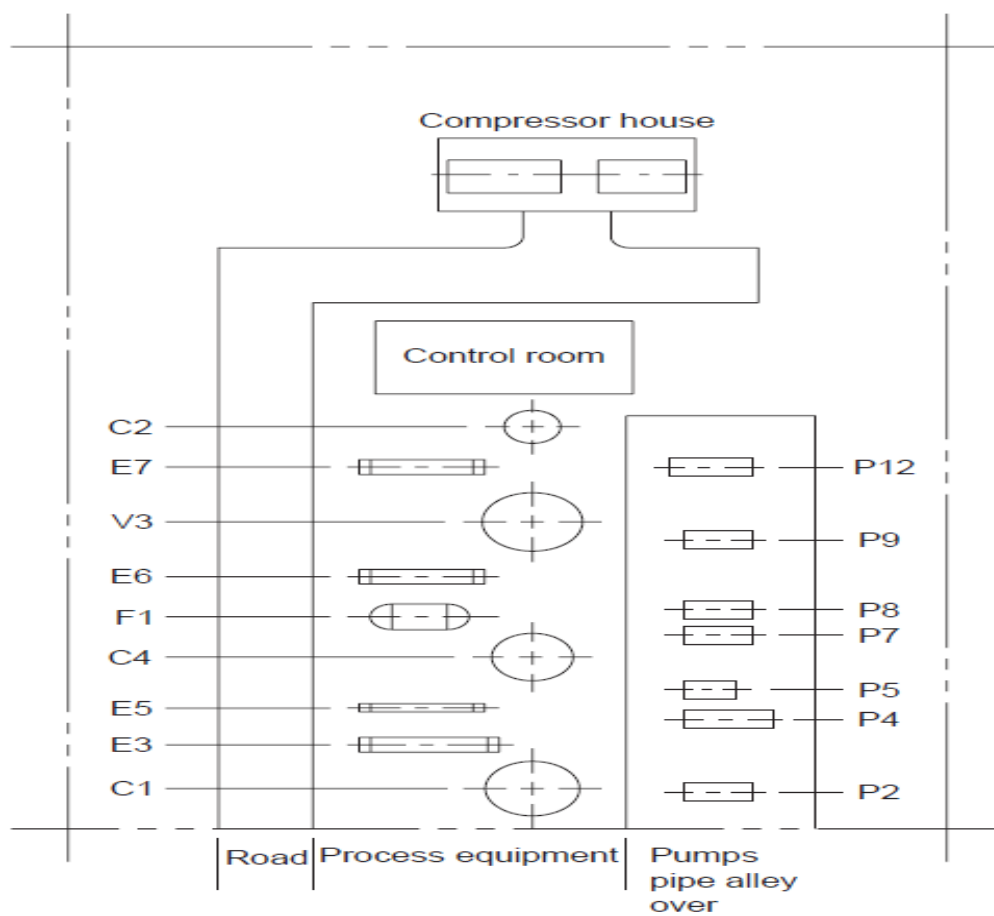 Compressor house
Control room
C2
E7
P12
V3
P9
E6
F1
P8
P7
C4
P5
E5
P4
E3
C1
P2
Road
Process equipment
Pumps
pipe alley
over